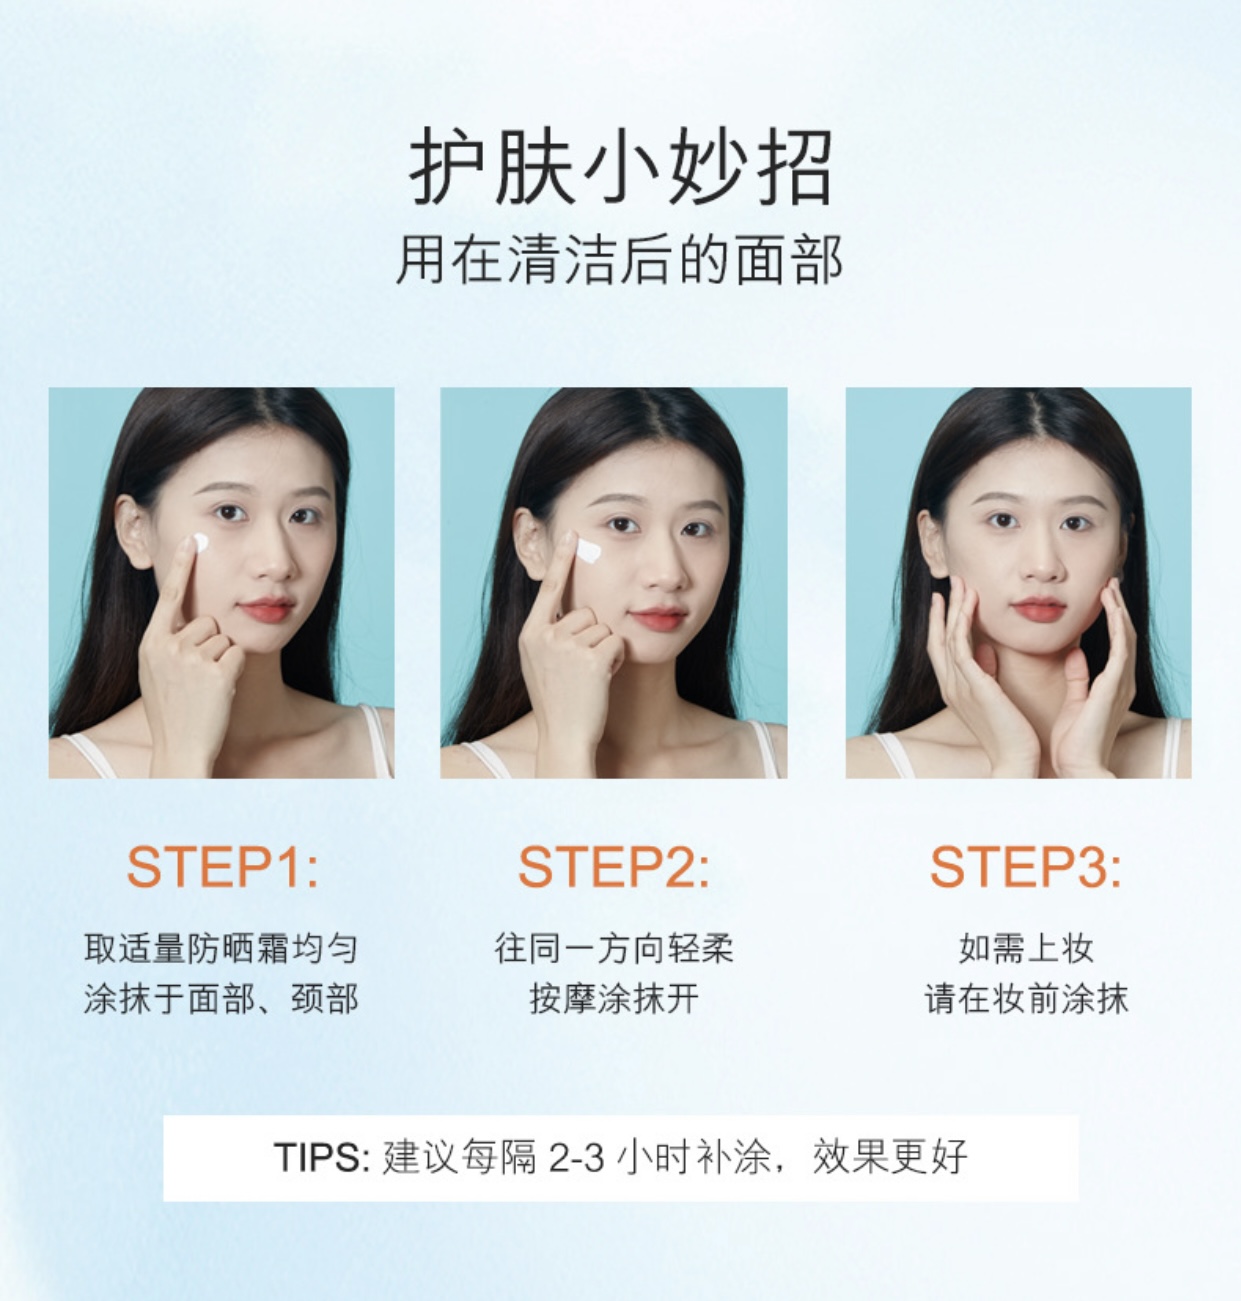 护肤小妙招
用在清洁后的面部
STEP1:
取适量防晒霜均匀
涂抹于面部、颈部
STEP2:
往同一方向轻柔
按摩涂抹开
STEP3:
如需上妆
请在妆前涂抹
TIPS: 建议每隔 2-3 小时补涂，效果更好